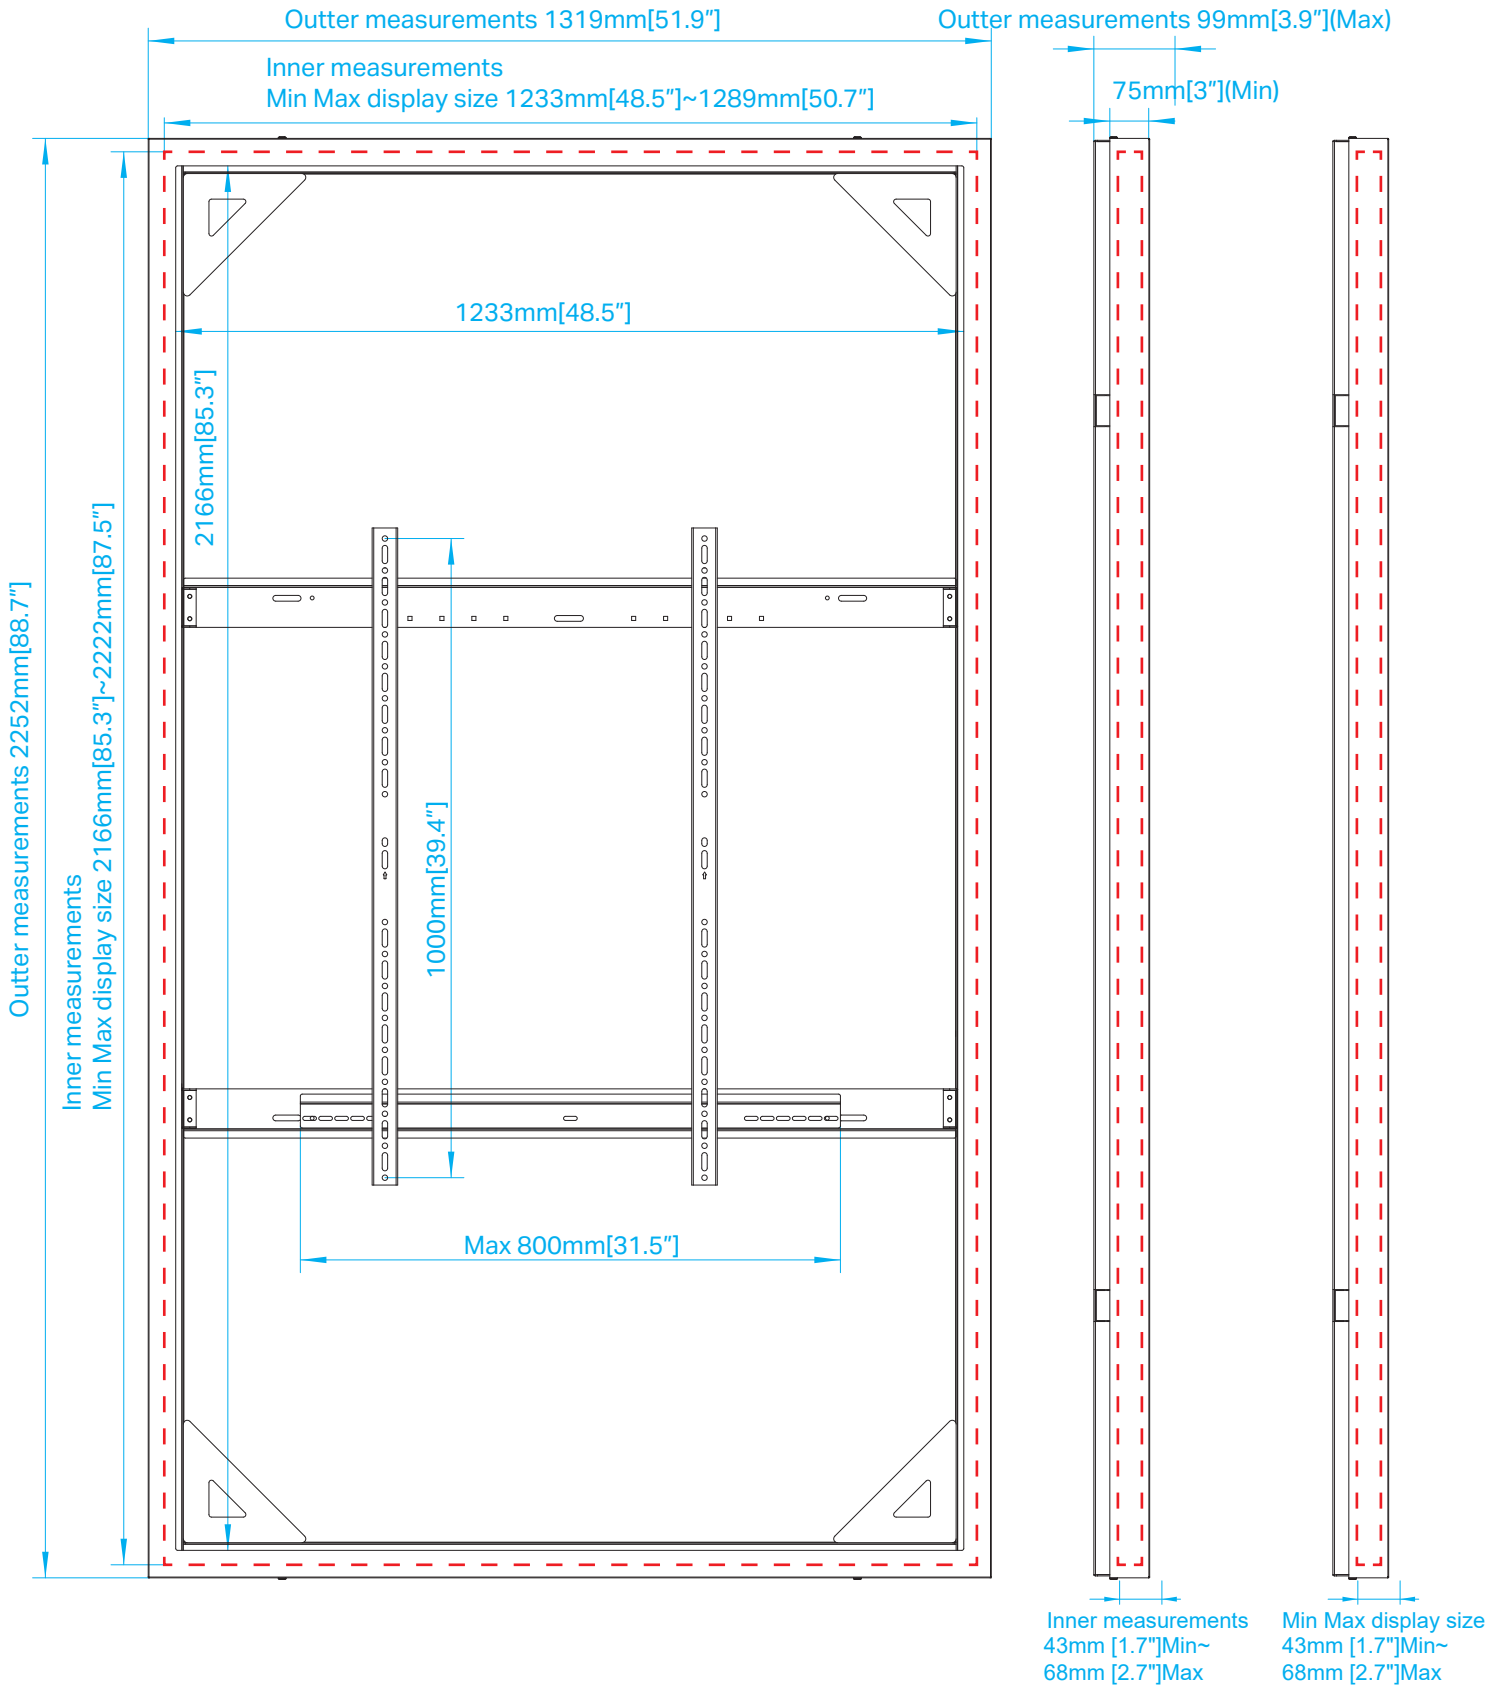 Outter measurements 1319mm[51.9"]
Outter measurements 99mm[3.9"](Max)
Inner measurements
Min Max display size 1233mm[48.5"]~1289mm[50.7"]
75mm[3"](Min)
1233mm[48.5"]
2166mm[85.3"]
Outter measurements 2252mm[88.7"]
Inner measurements
Min Max display size 2166mm[85.3"]~2222mm[87.5"]
1000mm[39.4"]
Max 800mm[31.5"]
Inner measurements
43mm [1.7"]Min~
68mm [2.7"]Max
Min Max display size
43mm [1.7"]Min~
68mm [2.7"]Max